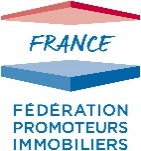 FRANCE
FÉDÉRATION
PROMOTEURS
IMMOBILIERS